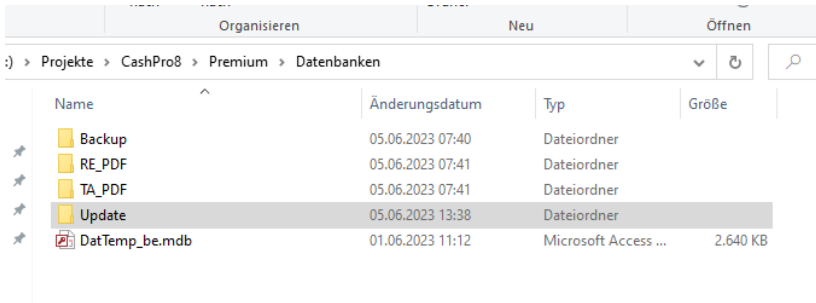 Organisieren Neu Öffnen
:) > Projekte > CashPro8 > Premium > Datenbanken
Name Änderungsdatum Typ Größe
Backup 05.06.2023 07:40 Dateiordner
RE_PDF 05.06.2023 07:41 Dateiordner
TA_PDF 05.06.2023 07:41 Dateiordner
Update 05.06.2023 13:38 Dateiordner
DatTemp_be.mdb 01.06.2023 11:12 Microsoft Access ... 2.640 KB